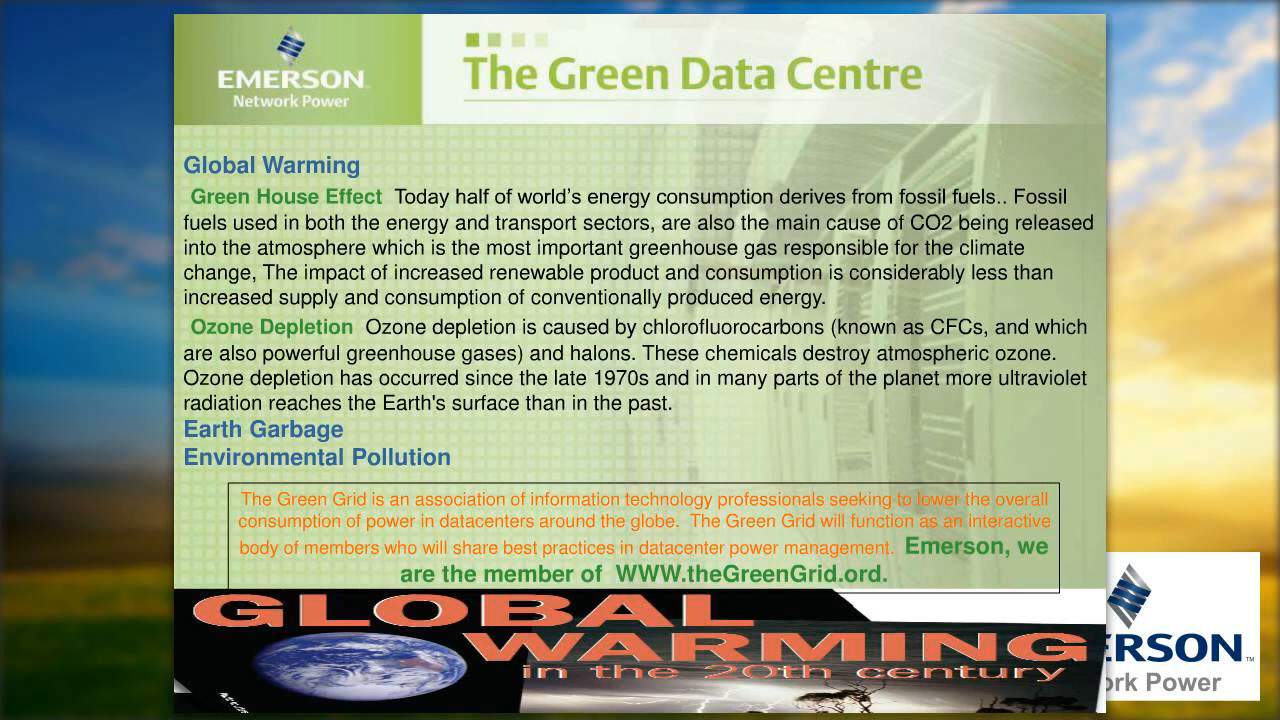 EMERSON
Network Power
The Green Data Centre
Global Warming
Green House Effect Today half of world’s energy consumption derives from fossil fuels.. Fossil
fuels used in both the energy and transport sectors, are also the main cause of CO2 being released
into the atmosphere which is the most important greenhouse gas responsible for the climate
change, The impact of increased renewable product and consumption is considerably less than
increased supply and consumption of conventionally produced energy.
Ozone Depletion Ozone depletion is caused by chlorofluorocarbons (known as CFCs, and which
are also powerful greenhouse gases) and halons. These chemicals destroy atmospheric ozone.
Ozone depletion has occurred since the late 1970s and in many parts of the planet more ultraviolet
radiation reaches the Earth's surface than in the past.
Earth Garbage
Environmental Pollution
The Green Grid is an association of information technology professionals seeking to lower the overall
consumption of power in datacenters around the globe. The Green Grid will function as an interactive
body of members who will share best practices in datacenter power management. Emerson, we
are the member of WWW.theGreenGrid.ord.
GLOBAL
WARMING
in the 20th century
ERSON TM
ork Power